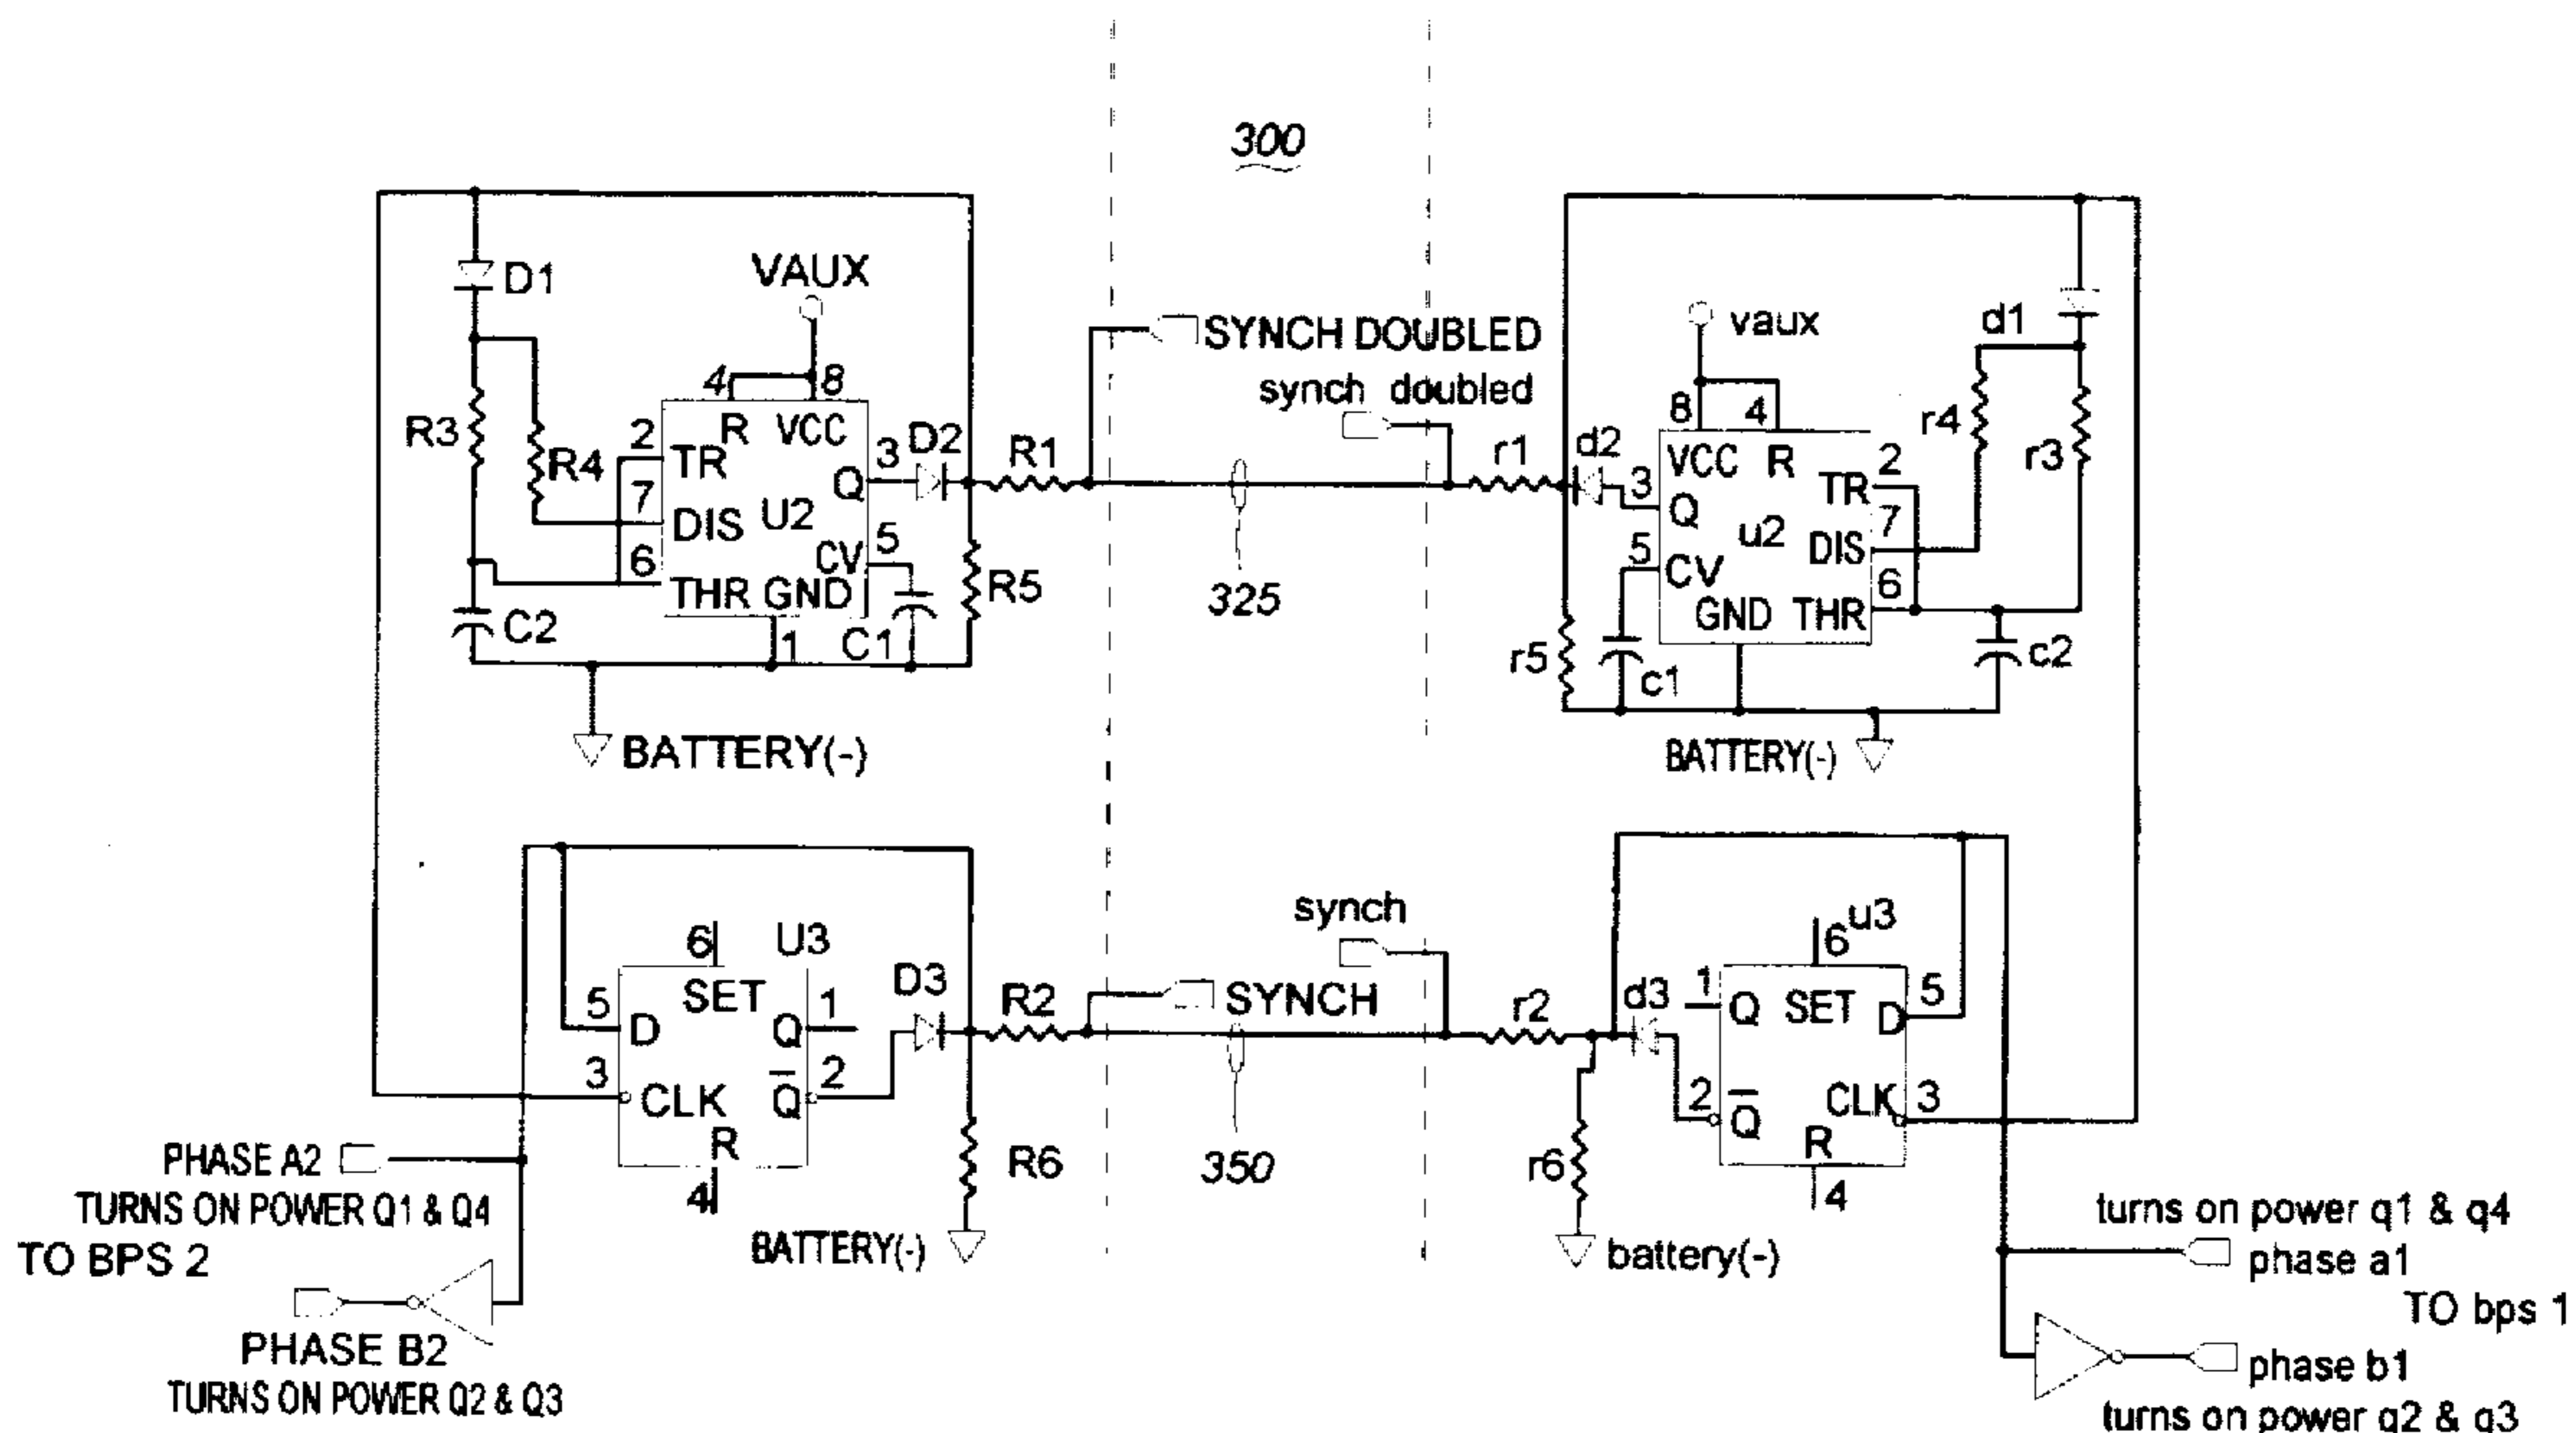 300
D1
VAUX
SYNCH DOUBLED
synch doubled
vaux
d1
4
8
R3
R4
2
7
6
TR
DIS
THR
R
VCC
U2
Q
CV
GND
3
5
1
D2
R1
R5
C1
C2
BATTERY(-)
325
r1
d2
8
4
3
5
VCC
R
Q
CV
GND
u2
TR
DIS
THR
2
7
6
r4
r3
r5
c1
c2
BATTERY(-)
6
U3
SET
5
D
3
CLK
R
4
Q
1
Q̅
2
D3
R2
R6
BATTERY(-)
SYNCH
synch
350
r2
d3
r6
battery(-)
6
u3
1
Q
SET
5
D
2
Q̅
CLK
3
R
4
PHASE A2
TURNS ON POWER Q1 & Q4
TO BPS 2
PHASE B2
TURNS ON POWER Q2 & Q3
turns on power q1 & q4
phase a1
TO bps 1
phase b1
turns on power q2 & q3